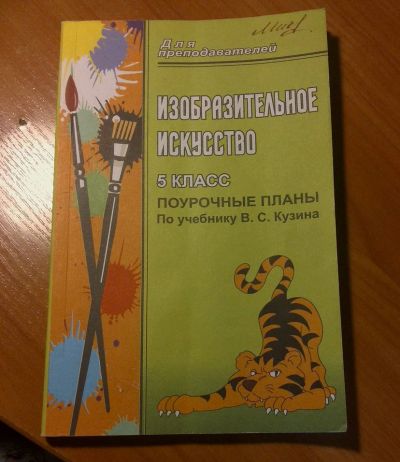 Для
преподавателей
ИЗОБРАЗИТЕЛЬНОЕ
ИСКУССТВО
5 КЛАСС
ПОУРОЧНЫЕ ПЛАНЫ
По учебнику В. С. Кузина